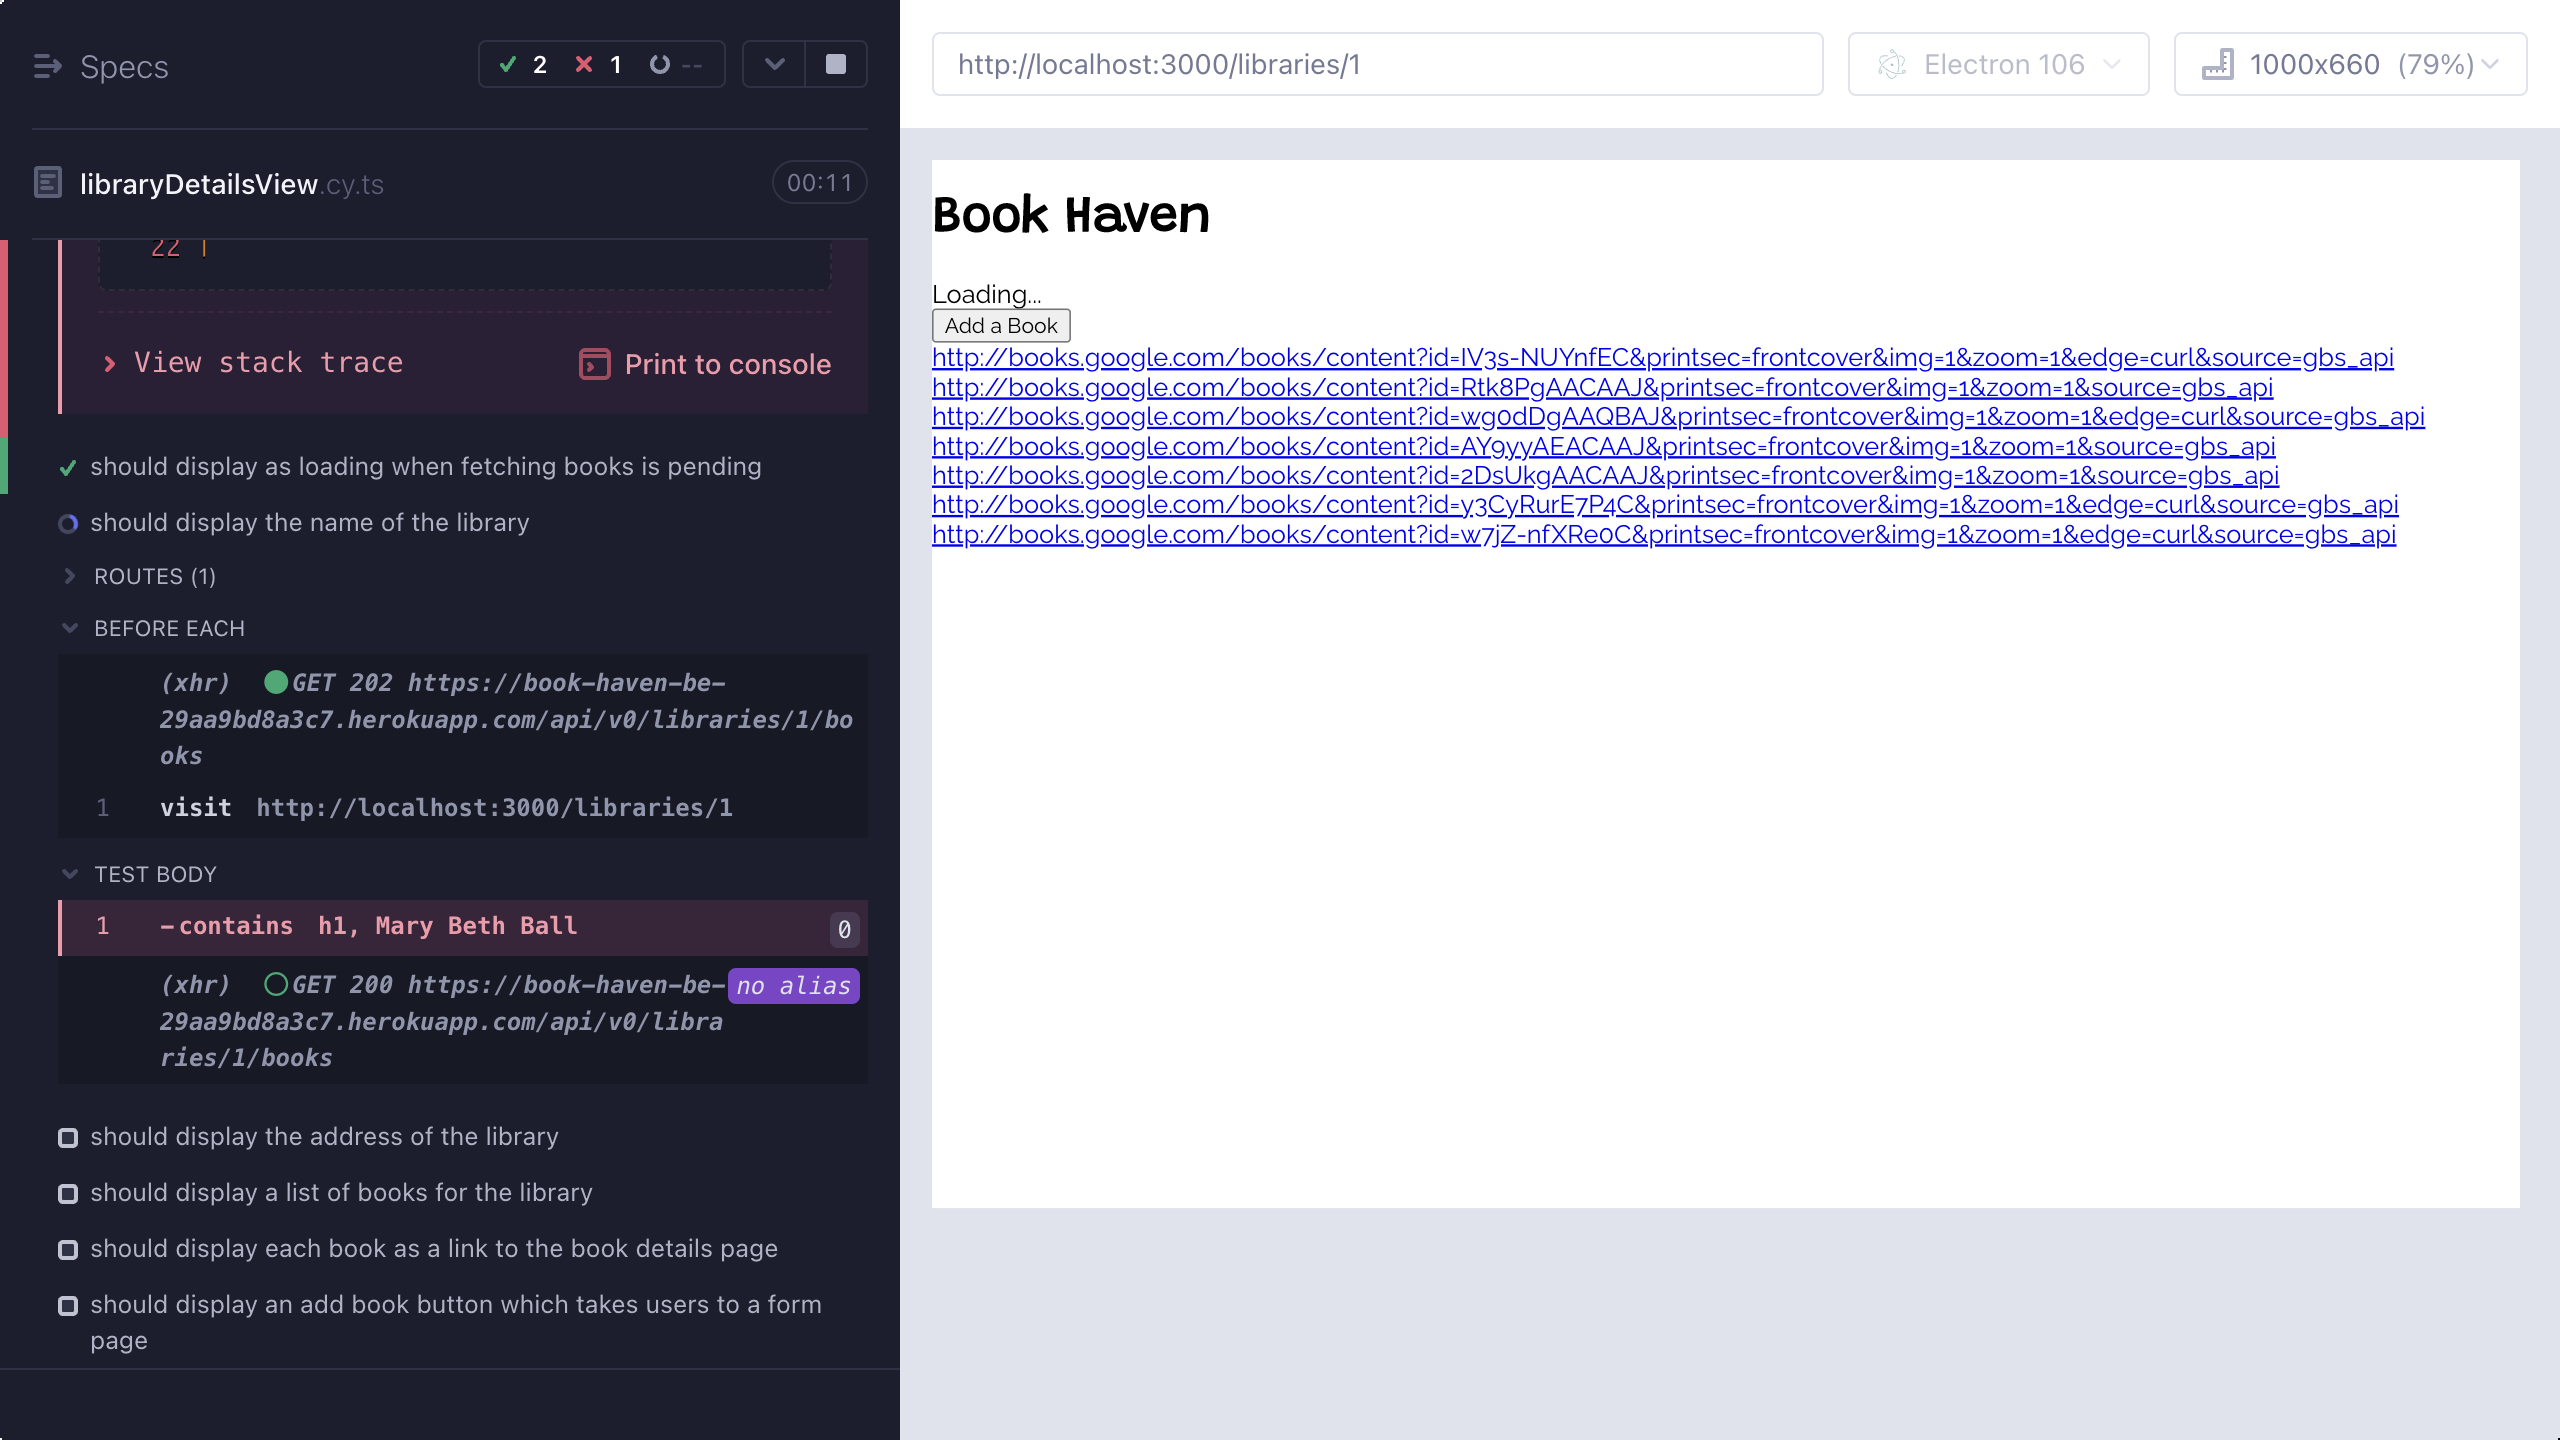 Specs
2
1
--
libraryDetailsView.cy.ts
00:11
22 |
View stack trace
Print to console
should display as loading when fetching books is pending
should display the name of the library
ROUTES (1)
BEFORE EACH
(xhr) GET 202 https://book-haven-be-
29aa9bd8a3c7.herokuapp.com/api/v0/libraries/1/bo
oks
1 visit http://localhost:3000/libraries/1
TEST BODY
1 -contains h1, Mary Beth Ball 0
(xhr) GET 200 https://book-haven-be- no alias
29aa9bd8a3c7.herokuapp.com/api/v0/libra
ries/1/books
should display the address of the library
should display a list of books for the library
should display each book as a link to the book details page
should display an add book button which takes users to a form
page
http://localhost:3000/libraries/1
Electron 106
1000x660 (79%)
Book Haven
Loading...
Add a Book
http://books.google.com/books/content?id=IV3s-NUYnfEC&printsec=frontcover&img=1&zoom=1&edge=curl&source=gbs_api
http://books.google.com/books/content?id=Rtk8PgAACAAJ&printsec=frontcover&img=1&zoom=1&source=gbs_api
http://books.google.com/books/content?id=wg0dDgAAQBAJ&printsec=frontcover&img=1&zoom=1&edge=curl&source=gbs_api
http://books.google.com/books/content?id=AY9yyAEACAAJ&printsec=frontcover&img=1&zoom=1&source=gbs_api
http://books.google.com/books/content?id=2DsUkgAACAAJ&printsec=frontcover&img=1&zoom=1&source=gbs_api
http://books.google.com/books/content?id=y3CyRurE7P4C&printsec=frontcover&img=1&zoom=1&edge=curl&source=gbs_api
http://books.google.com/books/content?id=w7jZ-nfXRe0C&printsec=frontcover&img=1&zoom=1&edge=curl&source=gbs_api